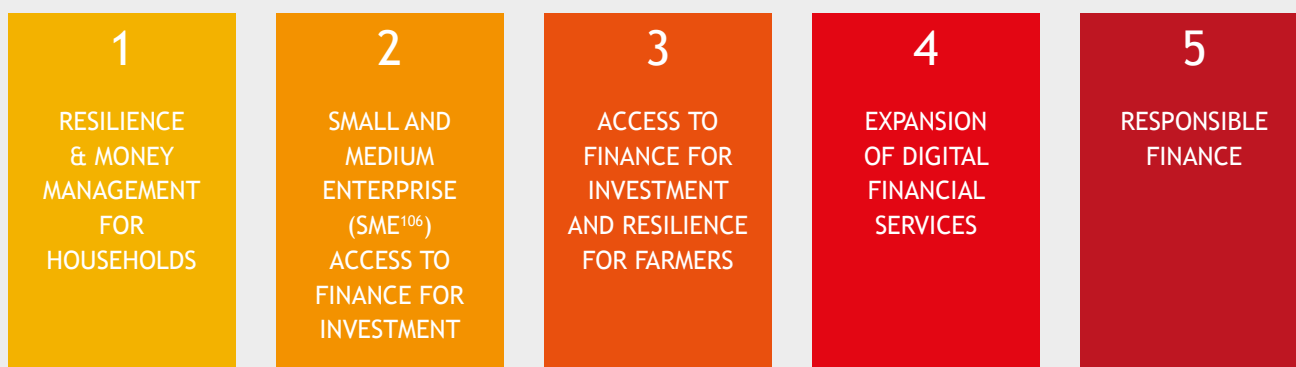 1
RESILIENCE
& MONEY
MANAGEMENT
FOR
HOUSEHOLDS
2
SMALL AND
MEDIUM
ENTERPRISE
(SME¹⁰⁶)
ACCESS TO
FINANCE FOR
INVESTMENT
3
ACCESS TO
FINANCE FOR
INVESTMENT
AND RESILIENCE
FOR FARMERS
4
EXPANSION
OF DIGITAL
FINANCIAL
SERVICES
5
RESPONSIBLE
FINANCE